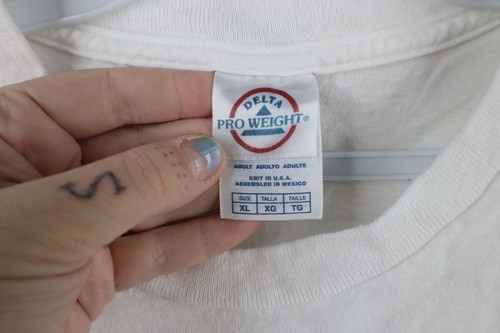 DELTA
PRO WEIGHT®
ADULT ADULTO ADULTE
KNIT IN U.S.A.
ASSEMBLED IN MEXICO
SIZE TALLA TAILLE
XL XG TG
S